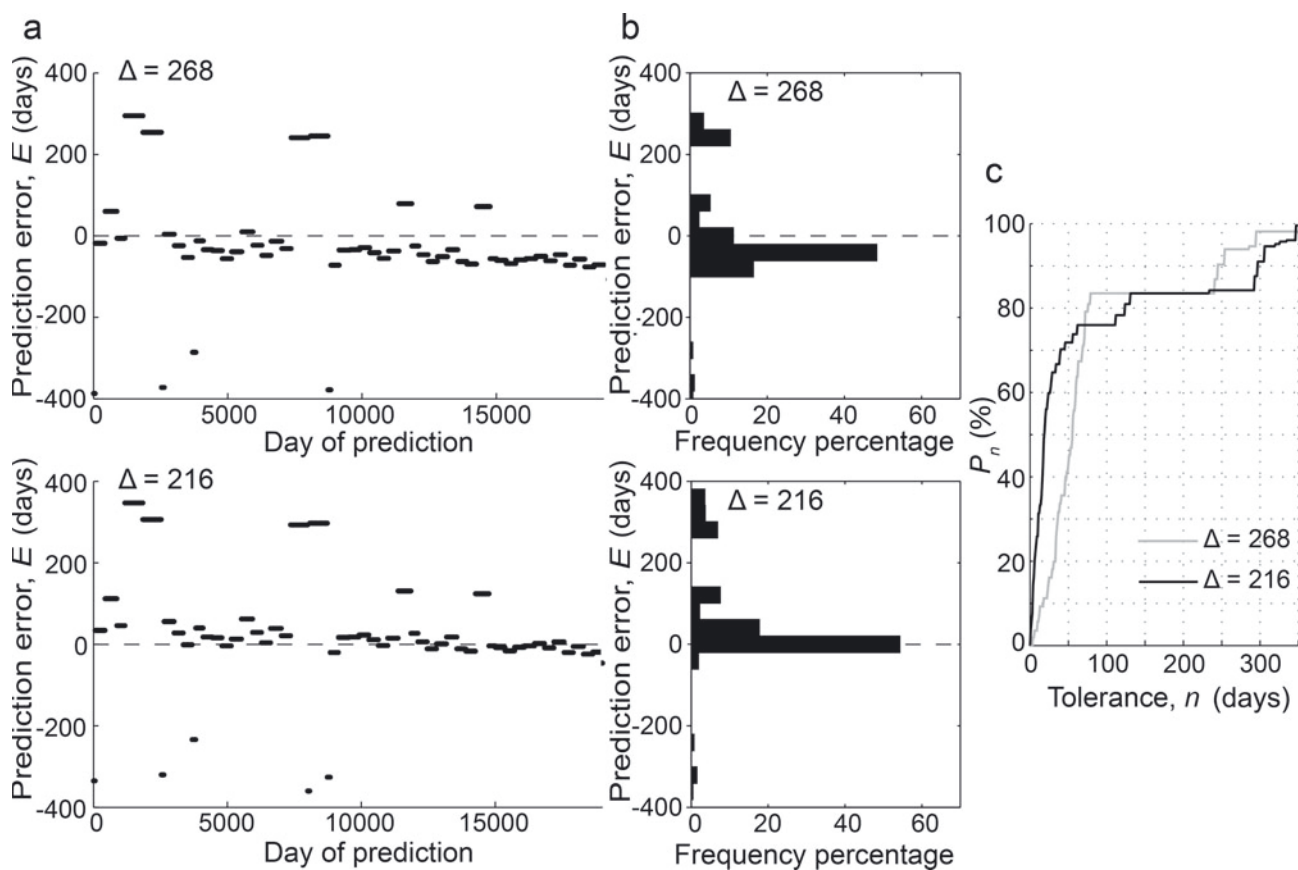 a
Δ = 268
Prediction error, E (days)
400
200
0
-200
-400
0
5000
10000
15000
Day of prediction
Δ = 216
Prediction error, E (days)
400
200
0
-200
-400
0
5000
10000
15000
Day of prediction
b
Δ = 268
Prediction error, E (days)
400
200
0
-200
-400
0
20
40
60
Frequency percentage
Δ = 216
Prediction error, E (days)
400
200
0
-200
-400
0
20
40
60
Frequency percentage
c
Pn (%)
100
80
60
40
20
0
Δ = 268
Δ = 216
0
100
200
300
Tolerance, n (days)